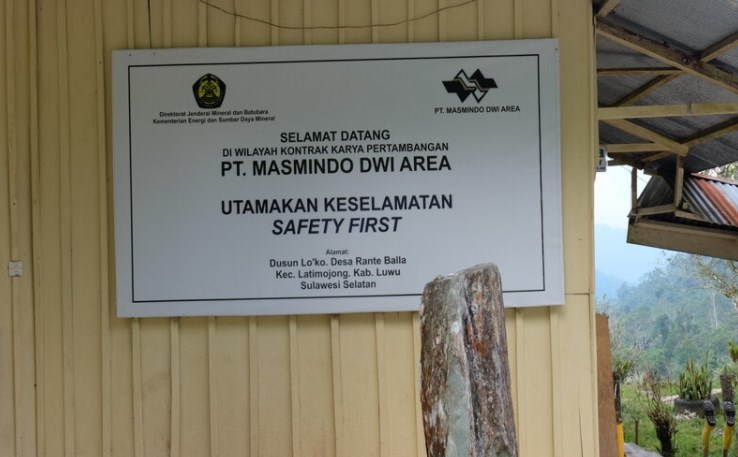 Direktorat Jenderal Mineral dan Batubara
Kementerian Energi dan Sumber Daya Mineral
PT. MASMINDO DWI AREA
SELAMAT DATANG
DI WILAYAH KONTRAK KARYA PERTAMBANGAN
PT. MASMINDO DWI AREA
UTAMAKAN KESELAMATAN
SAFETY FIRST
Alamat:
Dusun Lo'ko. Desa Rante Balla
Kec. Latimojong. Kab. Luwu
Sulawesi Selatan